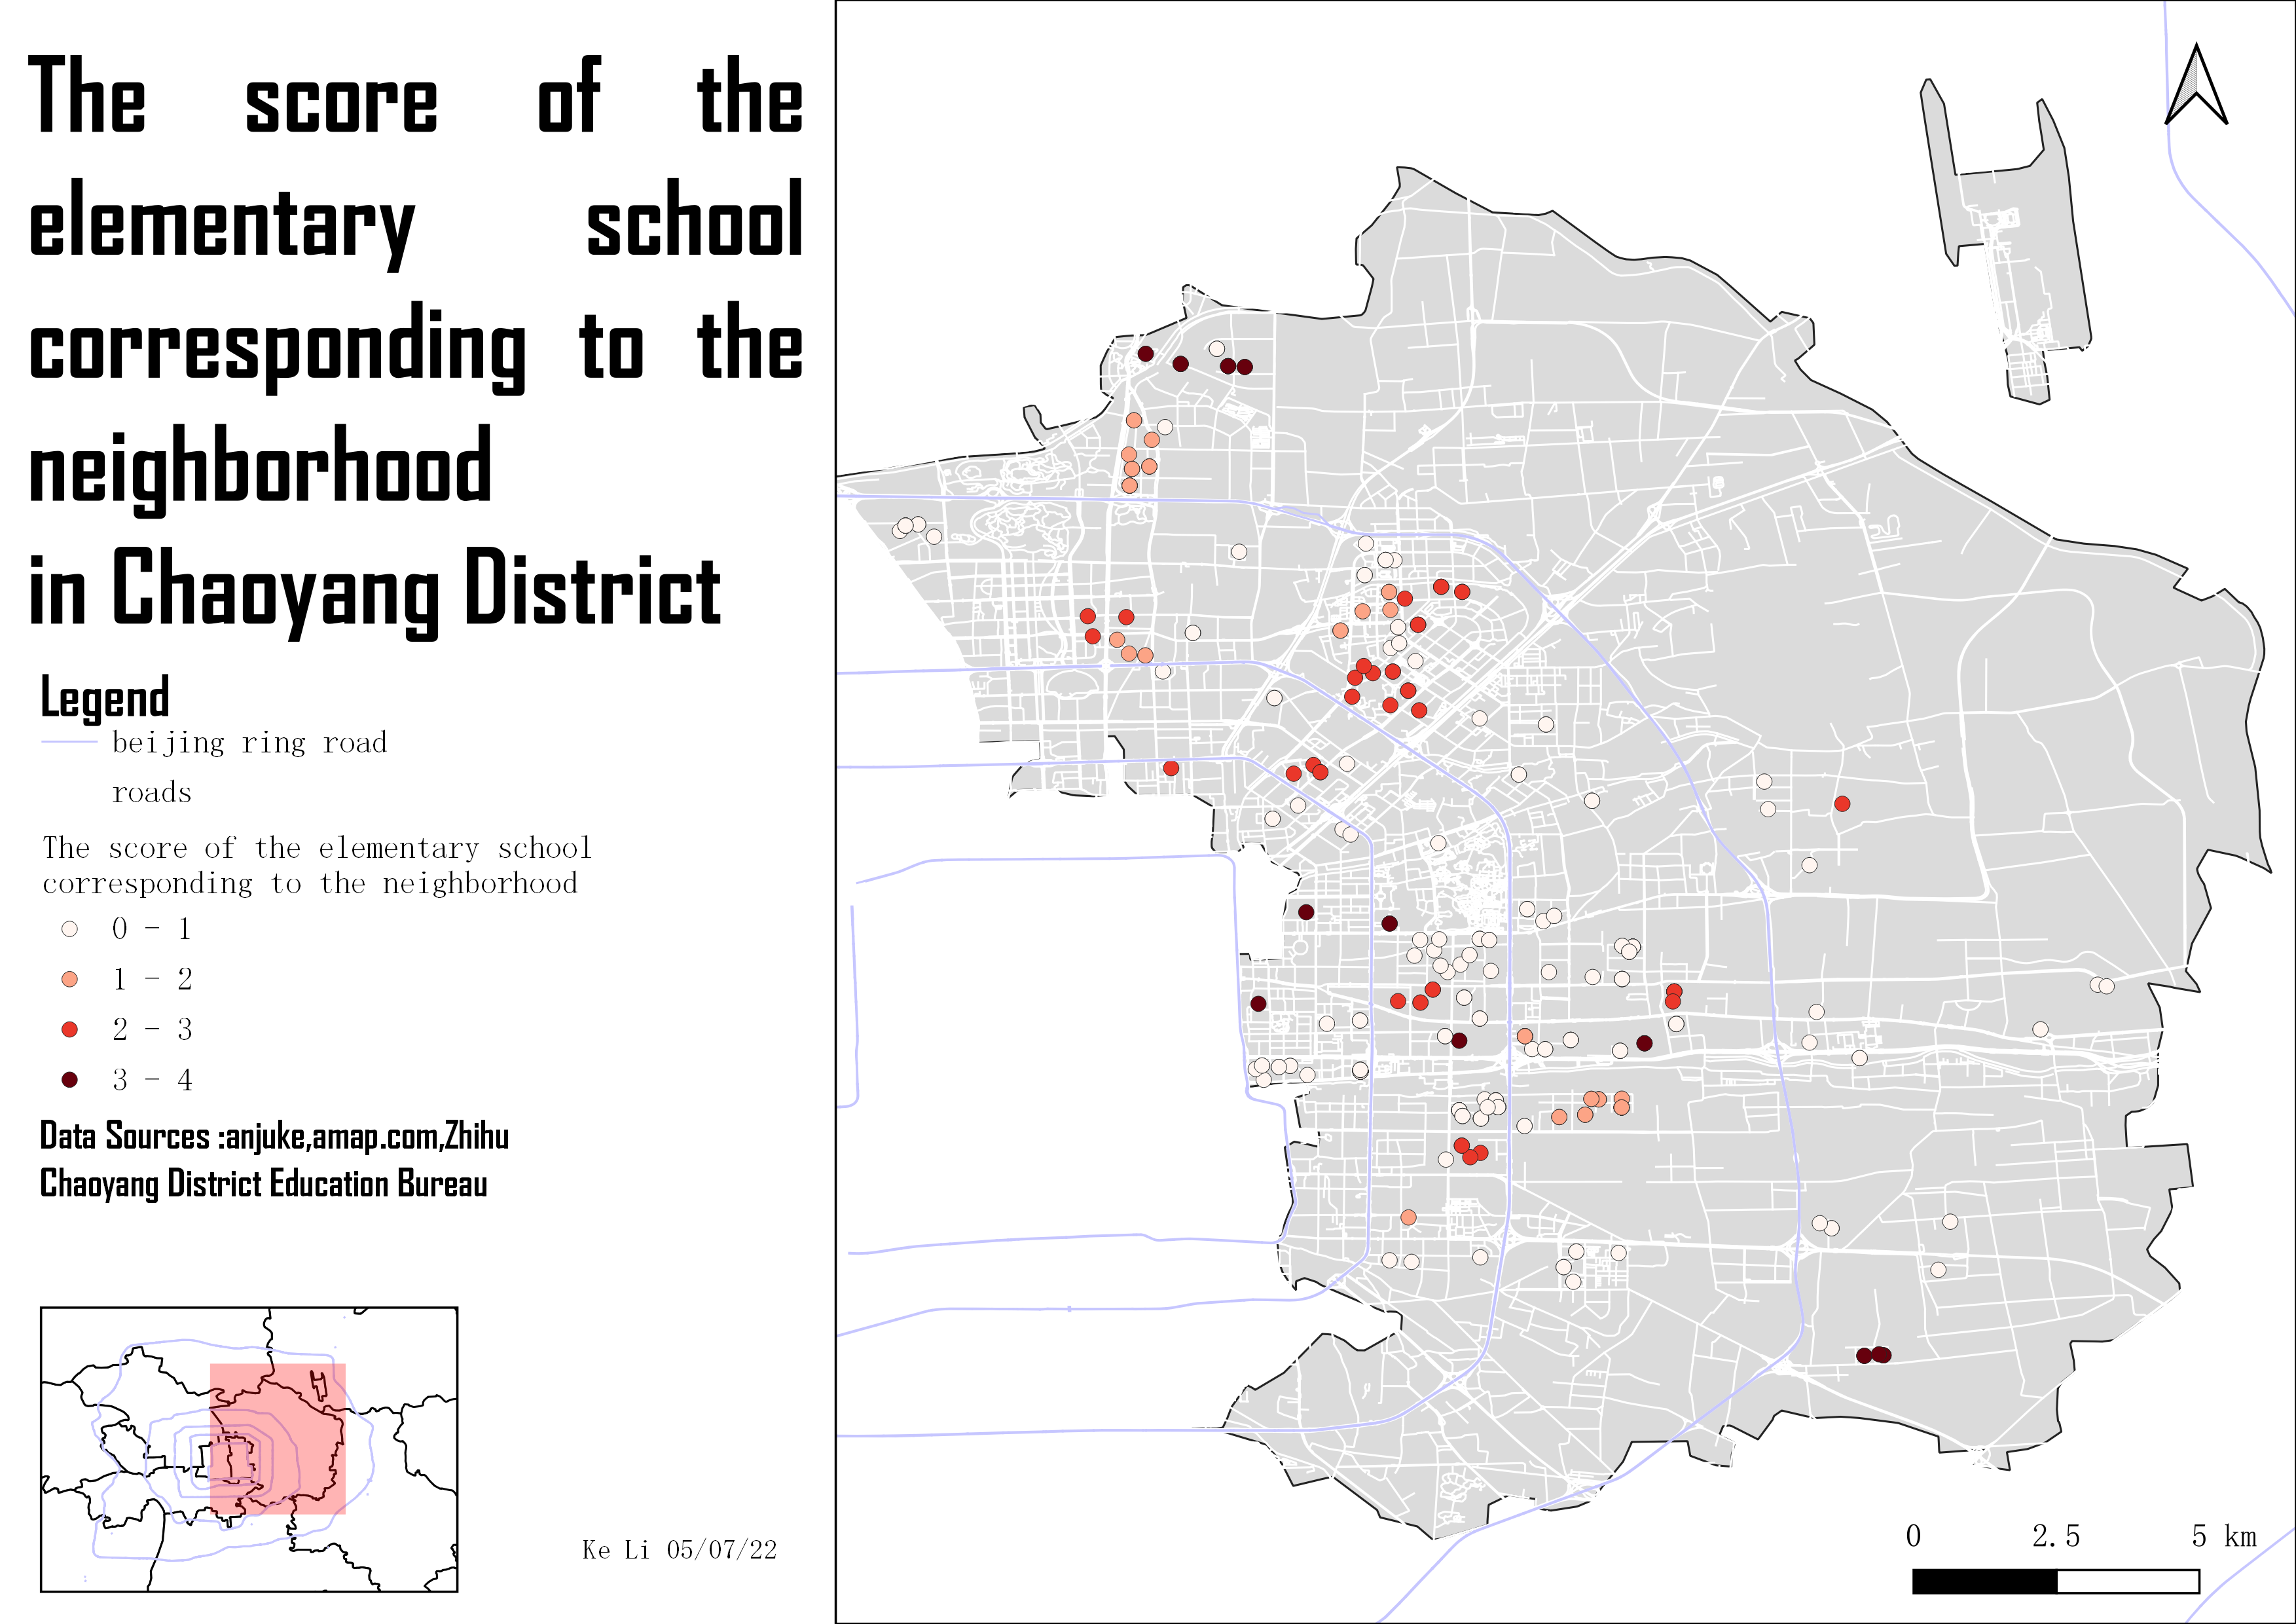 The score of the
elementary school
corresponding to the
neighborhood
in Chaoyang District
Legend
beijing ring road
roads
The score of the elementary school
corresponding to the neighborhood
0 - 1
1 - 2
2 - 3
3 - 4
Data Sources :anjuke,amap.com,Zhihu
Chaoyang District Education Bureau
Ke Li 05/07/22
0 2.5 5 km